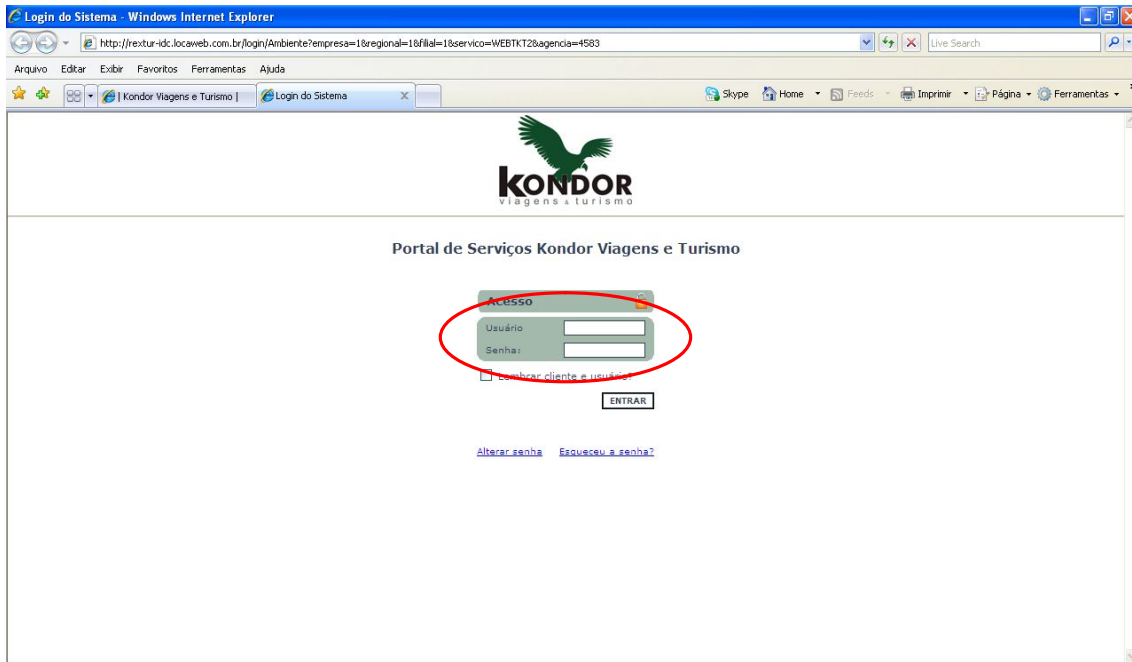 Login do Sistema - Windows Internet Explorer
http://rextur-idc.locaweb.com.br/login/Ambiente?empresa=1&regional=1&filial=1&servico=WEBTKT2&agencia=4583
Live Search
Arquivo Editar Exibir Favoritos Ferramentas Ajuda
| Kondor Viagens e Turismo | Login do Sistema X Skype Home Feeds Imprimir Página Ferramentas
KONDOR
viagens & turismo
Portal de Serviços Kondor Viagens e Turismo
Acesso
Usuário
Senha:
Lembrar cliente e usuário?
ENTRAR
Alterar senha Esqueceu a senha?